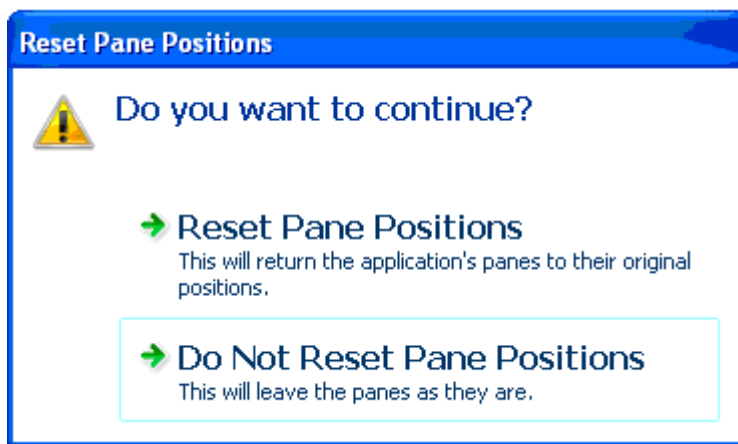 Reset Pane Positions
Do you want to continue?
Reset Pane Positions
This will return the application's panes to their original
positions.
Do Not Reset Pane Positions
This will leave the panes as they are.